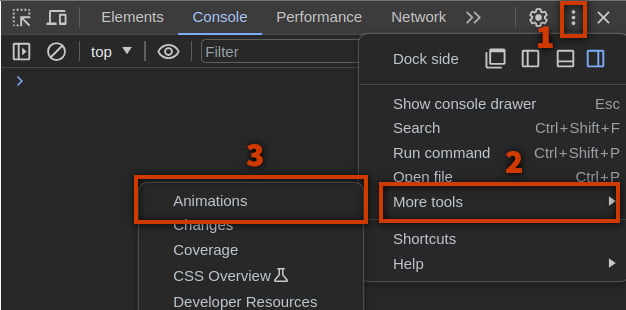 Elements Console Performance Network
1
top Filter
Dock side
Show console drawer Esc
Search Ctrl+Shift+F
Run command Ctrl+Shift+P
2
Open file Ctrl+P
More tools
Shortcuts
Help
3
Animations
Changes
Coverage
CSS Overview
Developer Resources